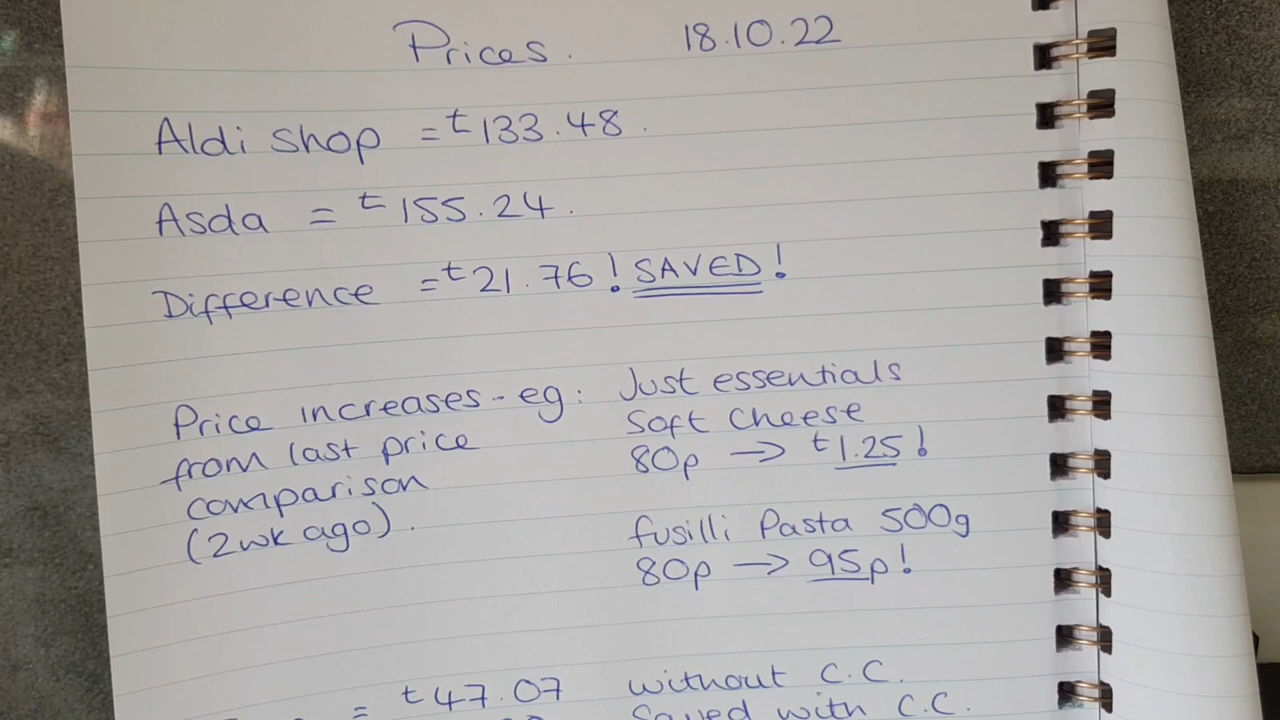 Prices. 18.10.22
Aldi shop = £133.48.
Asda = £155.24.
Difference = £21.76! SAVED!
Price increases - eg: Just essentials
from last price Soft Cheese
comparison 80p → £1.25!
(2wk ago). fusilli Pasta 500g
80p → 95p!
£47.07 without C.C.
= Saved with C.C.